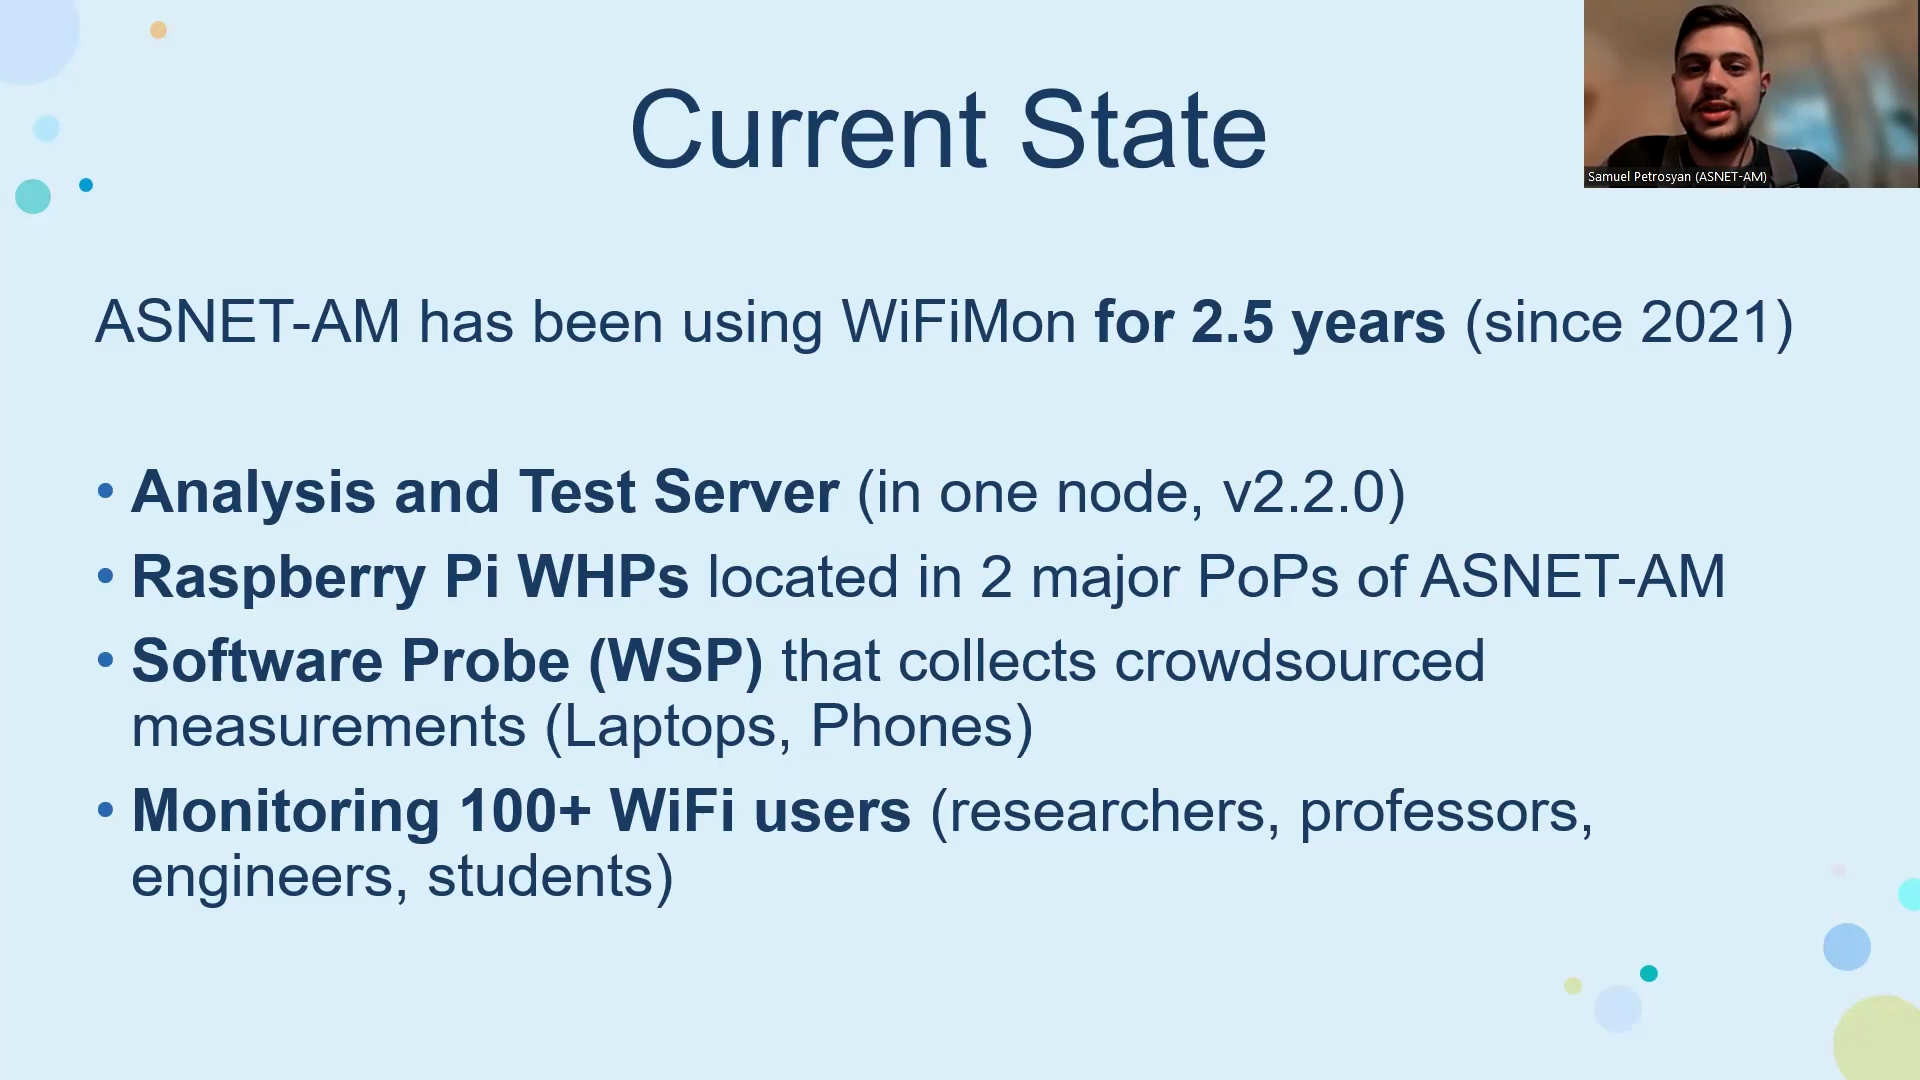 Current State
Samuel Petrosyan (ASNET-AM)
ASNET-AM has been using WiFiMon for 2.5 years (since 2021)
• Analysis and Test Server (in one node, v2.2.0)
• Raspberry Pi WHPs located in 2 major PoPs of ASNET-AM
• Software Probe (WSP) that collects crowdsourced
measurements (Laptops, Phones)
• Monitoring 100+ WiFi users (researchers, professors,
engineers, students)